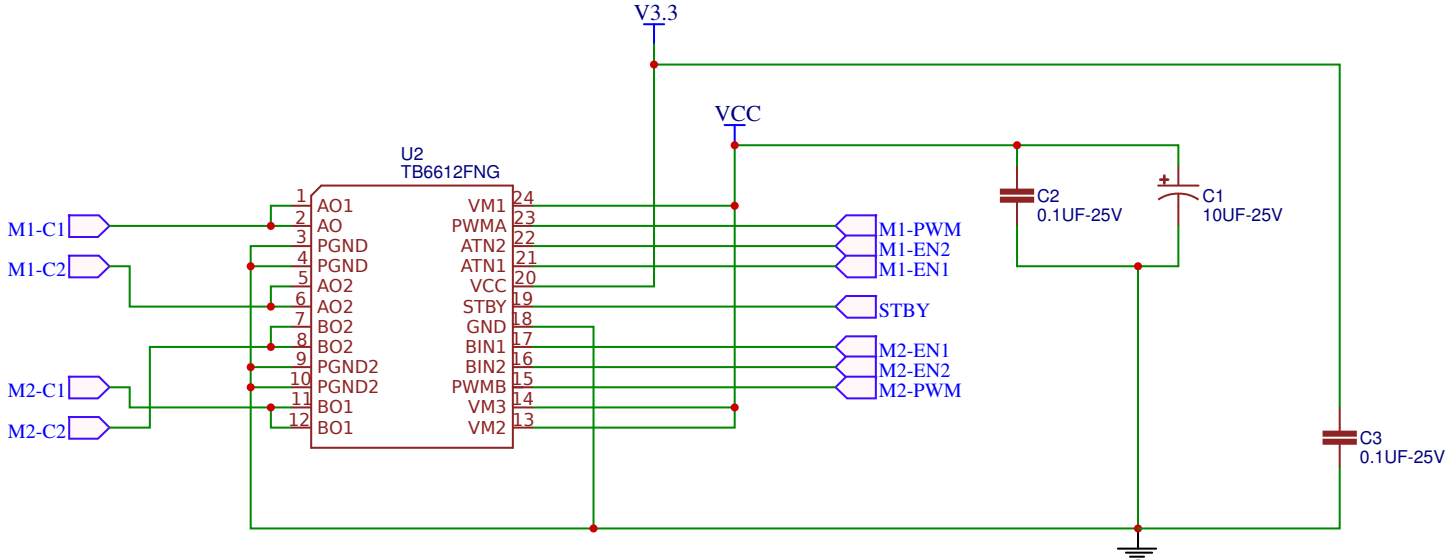 V3.3
VCC
U2
TB6612FNG
M1-C1
M1-C2
M2-C1
M2-C2
1 AO1
2 AO
3 PGND
4 PGND
5 AO2
6 AO2
7 BO2
8 BO2
9 PGND2
10 PGND2
11 BO1
12 BO1
VM1 24
PWMA 23
ATN2 22
ATN1 21
VCC 20
STBY 19
GND 18
BIN1 17
BIN2 16
PWMB 15
VM3 14
VM2 13
M1-PWM
M1-EN2
M1-EN1
STBY
M2-EN1
M2-EN2
M2-PWM
C2
0.1UF-25V
+
C1
10UF-25V
C3
0.1UF-25V